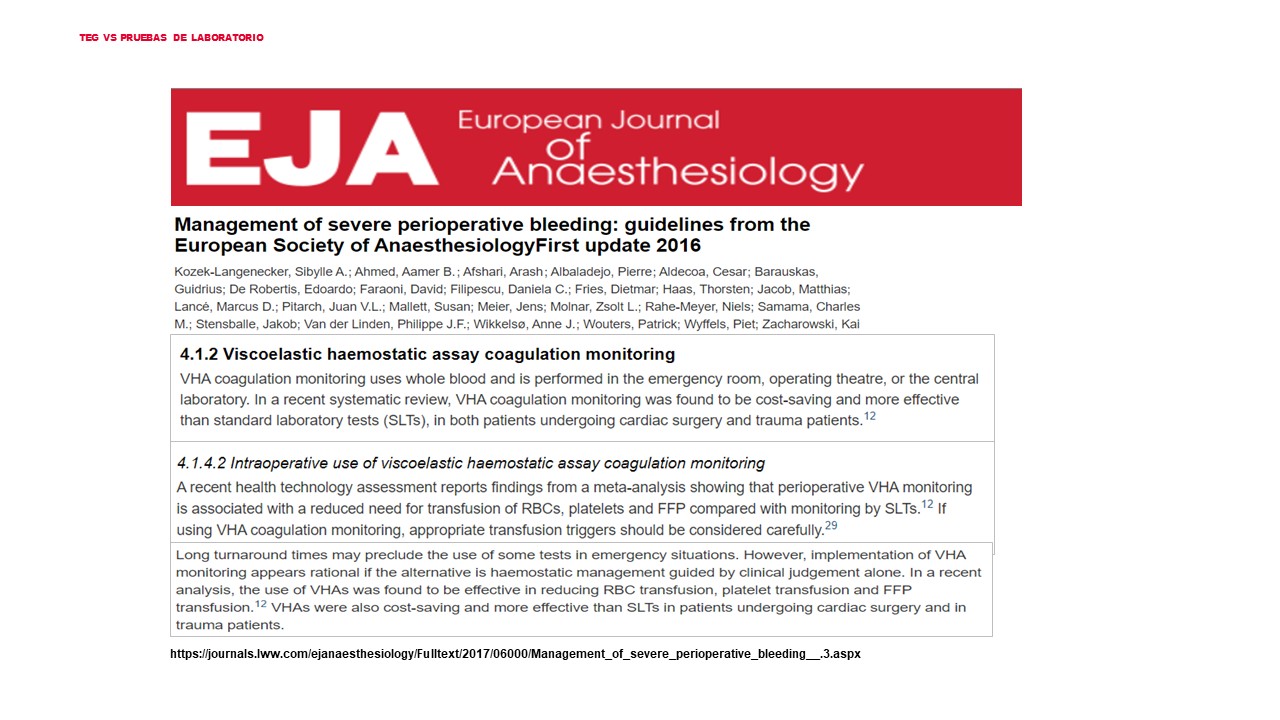 TEG VS PRUEBAS DE LABORATORIO
EJA
European Journal
of
Anaesthesiology
Management of severe perioperative bleeding: guidelines from the
European Society of AnaesthesiologyFirst update 2016
Kozek-Langenecker, Sibylle A.; Ahmed, Aamer B.; Afshari, Arash; Albaladejo, Pierre; Aldecoa, Cesar; Barauskas,
Guidrius; De Robertis, Edoardo; Faraoni, David; Filipescu, Daniela C.; Fries, Dietmar; Haas, Thorsten; Jacob, Matthias;
Lancé, Marcus D.; Pitarch, Juan V.L.; Mallett, Susan; Meier, Jens; Molnar, Zsolt L.; Rahe-Meyer, Niels; Samama, Charles
M.; Stensballe, Jakob; Van der Linden, Philippe J.F.; Wikkelsø, Anne J.; Wouters, Patrick; Wyffels, Piet; Zacharowski, Kai
4.1.2 Viscoelastic haemostatic assay coagulation monitoring
VHA coagulation monitoring uses whole blood and is performed in the emergency room, operating theatre, or the central
laboratory. In a recent systematic review, VHA coagulation monitoring was found to be cost-saving and more effective
than standard laboratory tests (SLTs), in both patients undergoing cardiac surgery and trauma patients.12
4.1.4.2 Intraoperative use of viscoelastic haemostatic assay coagulation monitoring
A recent health technology assessment reports findings from a meta-analysis showing that perioperative VHA monitoring
is associated with a reduced need for transfusion of RBCs, platelets and FFP compared with monitoring by SLTs.12 If
using VHA coagulation monitoring, appropriate transfusion triggers should be considered carefully.29
Long turnaround times may preclude the use of some tests in emergency situations. However, implementation of VHA
monitoring appears rational if the alternative is haemostatic management guided by clinical judgement alone. In a recent
analysis, the use of VHAs was found to be effective in reducing RBC transfusion, platelet transfusion and FFP
transfusion.12 VHAs were also cost-saving and more effective than SLTs in patients undergoing cardiac surgery and in
trauma patients.
https://journals.lww.com/ejanaesthesiology/Fulltext/2017/06000/Management_of_severe_perioperative_bleeding__.3.aspx